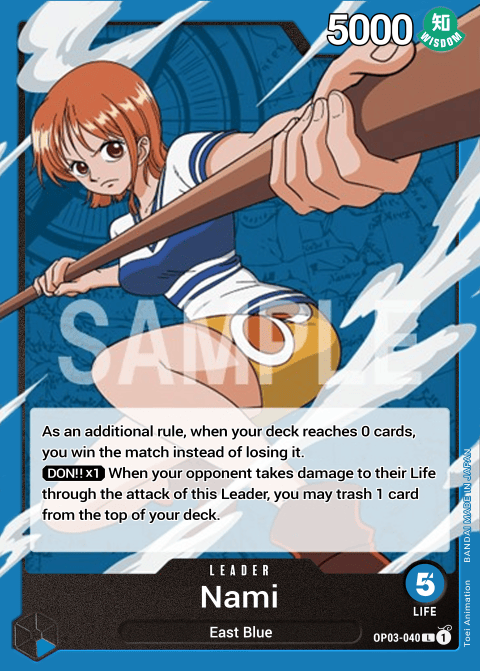 5000
知
WISDOM
SAMPLE
As an additional rule, when your deck reaches 0 cards,
you win the match instead of losing it.
DON!!×1 When your opponent takes damage to their Life
through the attack of this Leader, you may trash 1 card
from the top of your deck.
LEADER
Nami
East Blue
5
LIFE
OP03-040 L 1
Toei Animation BANDAI MADE IN JAPAN